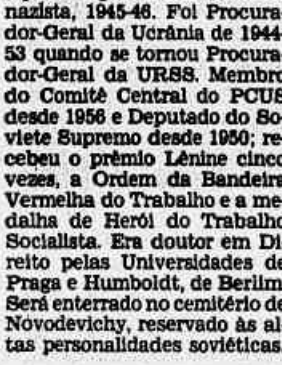 nazista, 1945-46. Foi Procura-
dor-Geral da Ucrânia de 1944-
53 quando se tornou Procura-
dor-Geral da URSS. Membro
do Comitê Central do PCUS
desde 1956 e Deputado do So-
viete Supremo desde 1950; re-
cebeu o prêmio Lênine cinco
vezes, a Ordem da Bandeira
Vermelha do Trabalho e a me-
dalha de Herói do Trabalho
Socialista. Era doutor em Di-
reito pelas Universidades de
Praga e Humboldt, de Berlim.
Será enterrado no cemitério de
Novodevichy, reservado às al-
tas personalidades soviéticas.